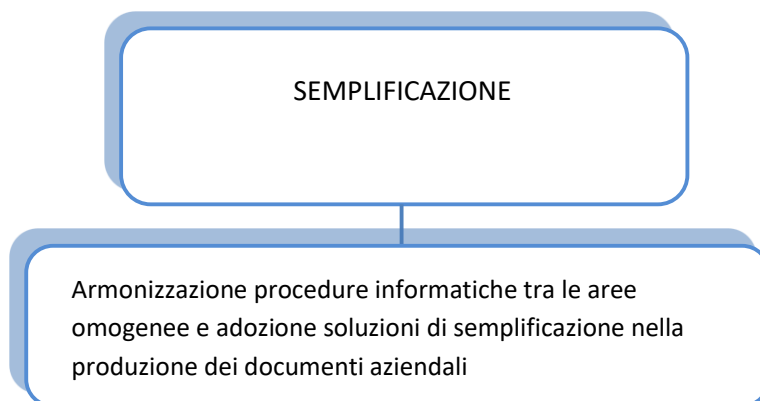 SEMPLIFICAZIONE
Armonizzazione procedure informatiche tra le aree
omogenee e adozione soluzioni di semplificazione nella
produzione dei documenti aziendali